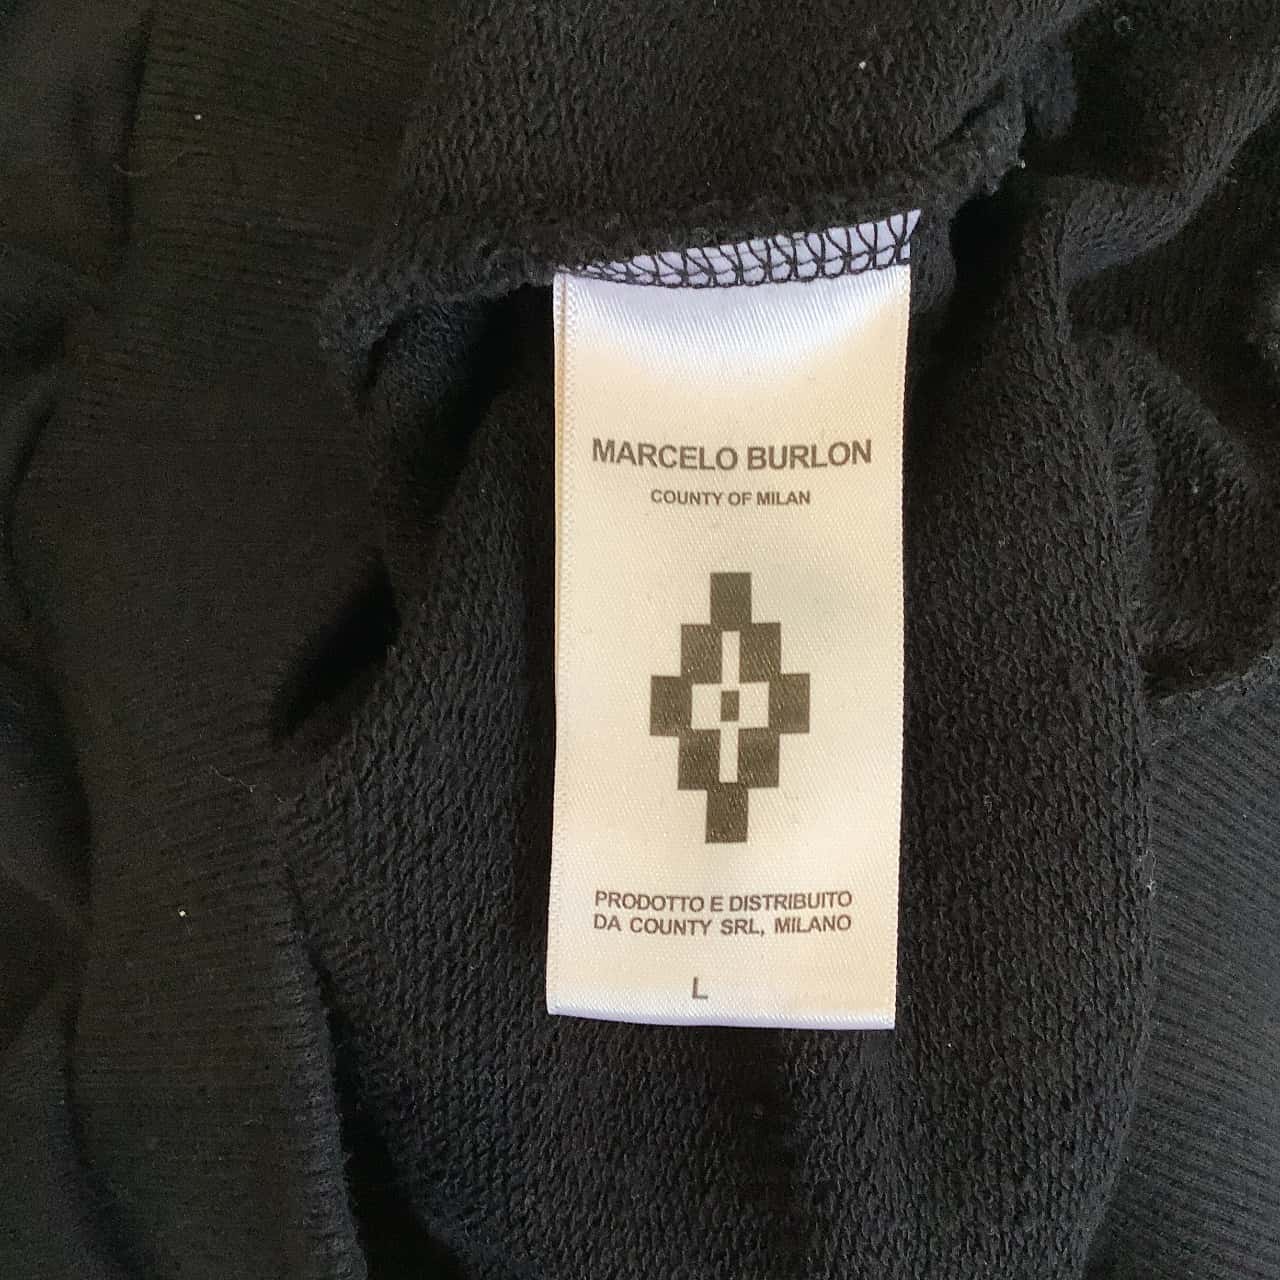 MARCELO BURLON
COUNTY OF MILAN
PRODOTTO E DISTRIBUITO
DA COUNTY SRL, MILANO
L